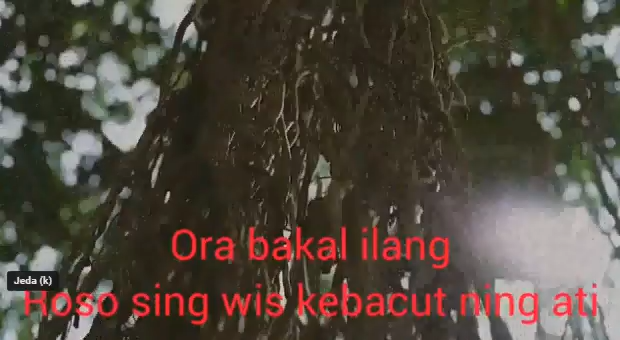 Ora bakal ilang
Jeda (k)
Roso sing wis kebacut ning ati